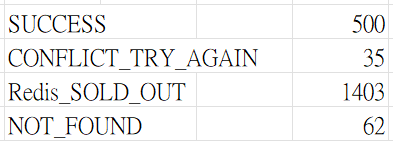 SUCCESS 500
CONFLICT_TRY_AGAIN 35
Redis_SOLD_OUT 1403
NOT_FOUND 62